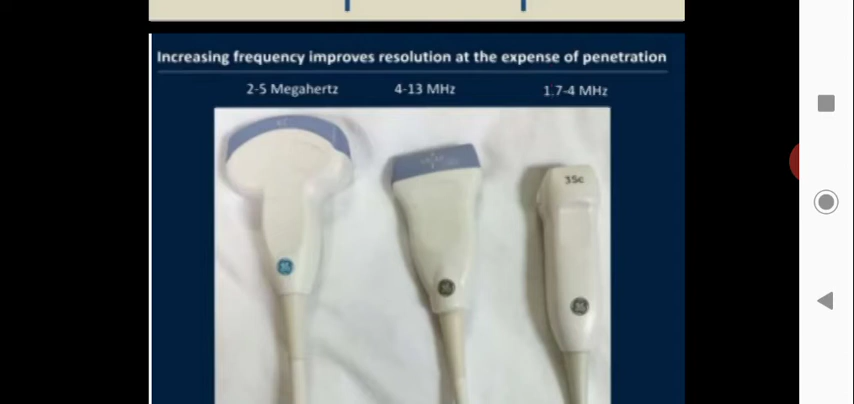 Increasing frequency improves resolution at the expense of penetration
2-5 Megahertz
4-13 MHz
1.7-4 MHz
35c